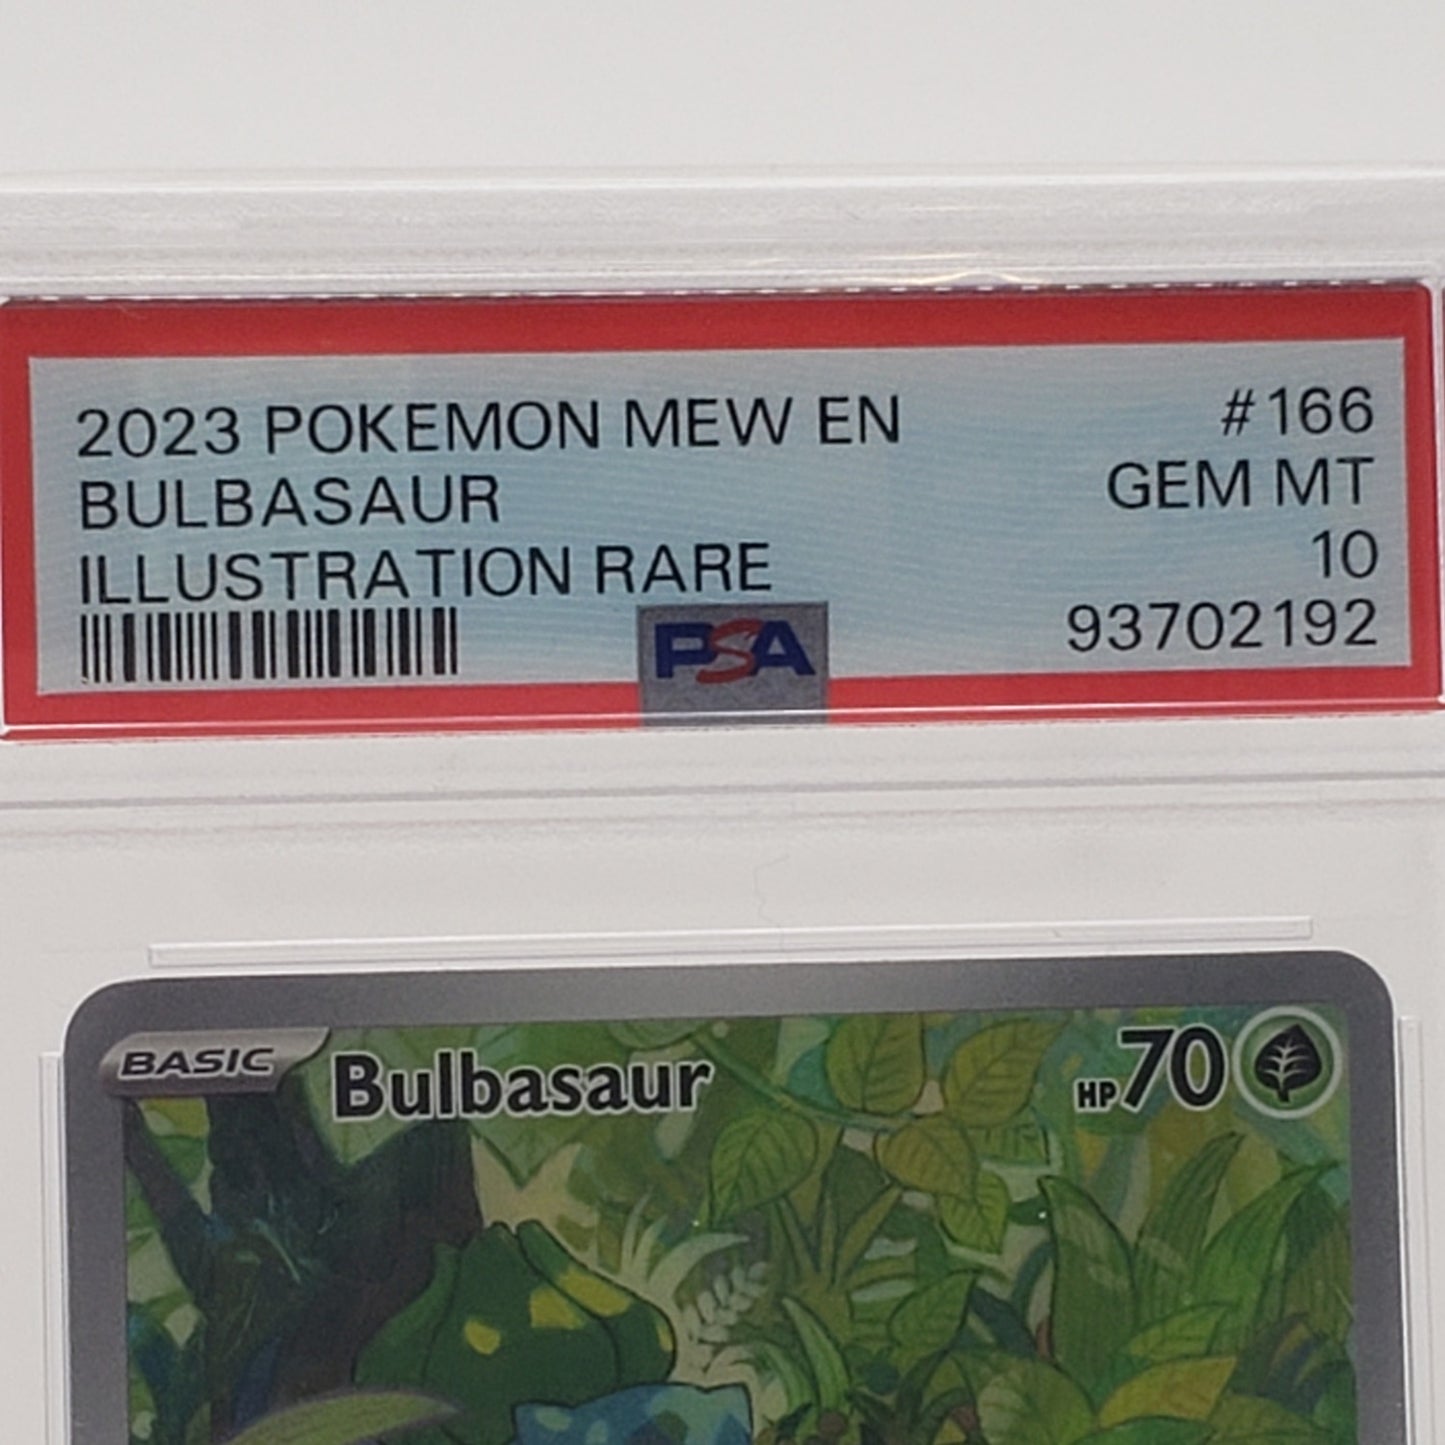 2023 POKEMON MEW EN #166
BULBASAUR GEM MT
ILLUSTRATION RARE 10
PSA 93702192
BASIC Bulbasaur HP70